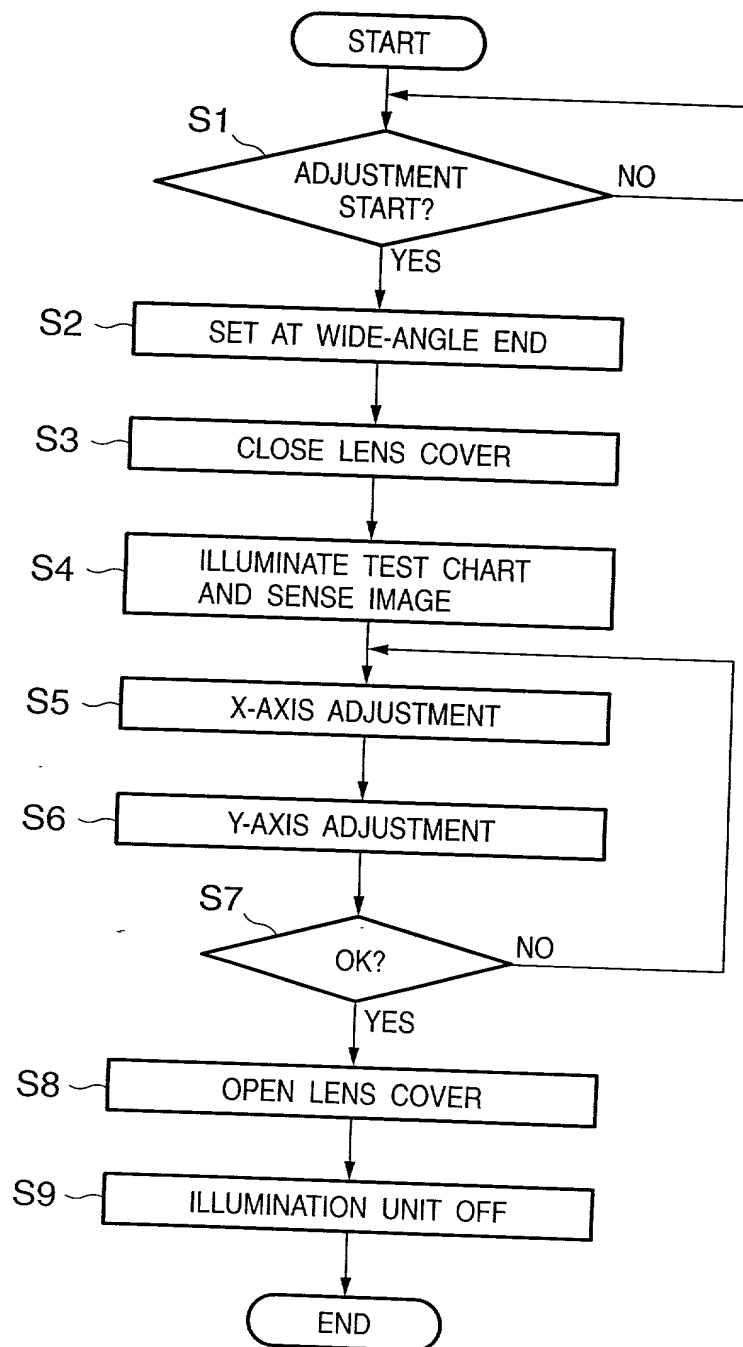 START
S1
ADJUSTMENT
START?
NO
YES
S2
SET AT WIDE-ANGLE END
S3
CLOSE LENS COVER
S4
ILLUMINATE TEST CHART
AND SENSE IMAGE
S5
X-AXIS ADJUSTMENT
S6
Y-AXIS ADJUSTMENT
S7
OK?
NO
YES
S8
OPEN LENS COVER
S9
ILLUMINATION UNIT OFF
END